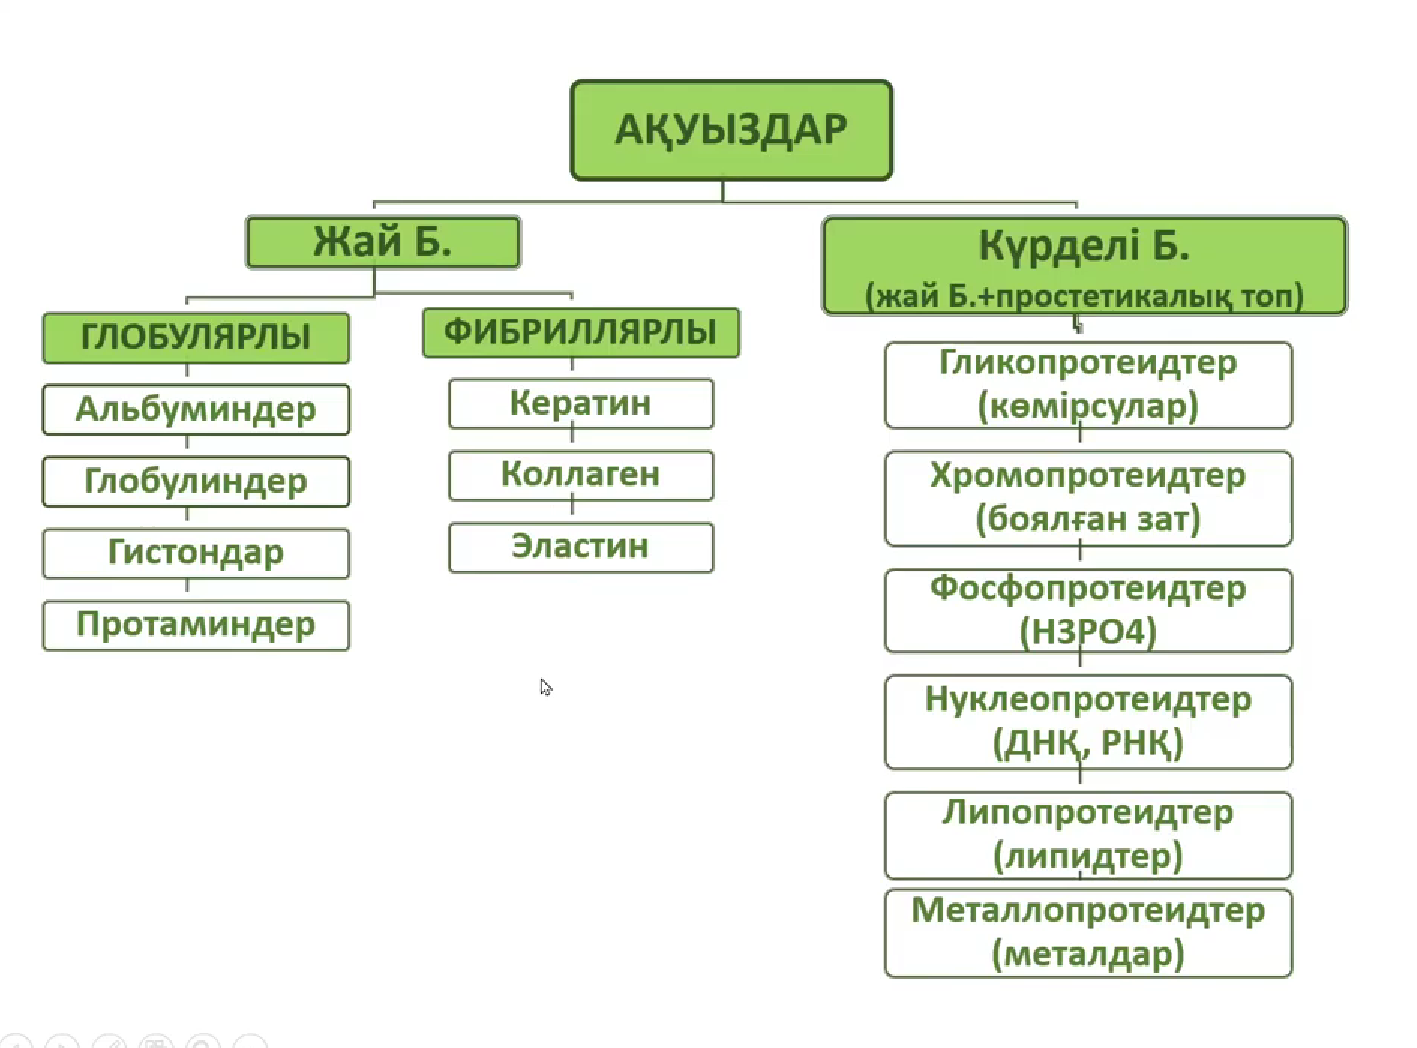 АҚУЫЗДАР
Жай Б.
Күрделі Б.
(жай Б.+простетикалық топ)
ГЛОБУЛЯРЛЫ
Альбуминдер
Глобулиндер
Гистондар
Протаминдер
ФИБРИЛЛЯРЛЫ
Кератин
Коллаген
Эластин
Гликопротеидтер
(көмірсулар)
Хромопротеидтер
(боялған зат)
Фосфопротеидтер
(Н3РО4)
Нуклеопротеидтер
(ДНҚ, РНҚ)
Липопротеидтер
(липидтер)
Металлопротеидтер
(металдар)